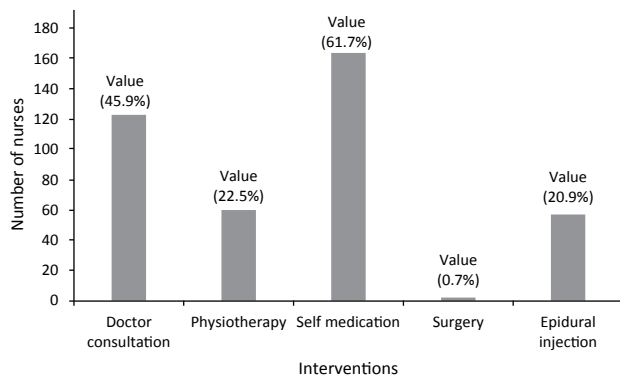 Number of nurses
180
160
140
120
100
80
60
40
20
0
Value
(45.9%)
Value
(22.5%)
Value
(61.7%)
Value
(0.7%)
Value
(20.9%)
Doctor
consultation
Physiotherapy
Self medication
Surgery
Epidural
injection
Interventions